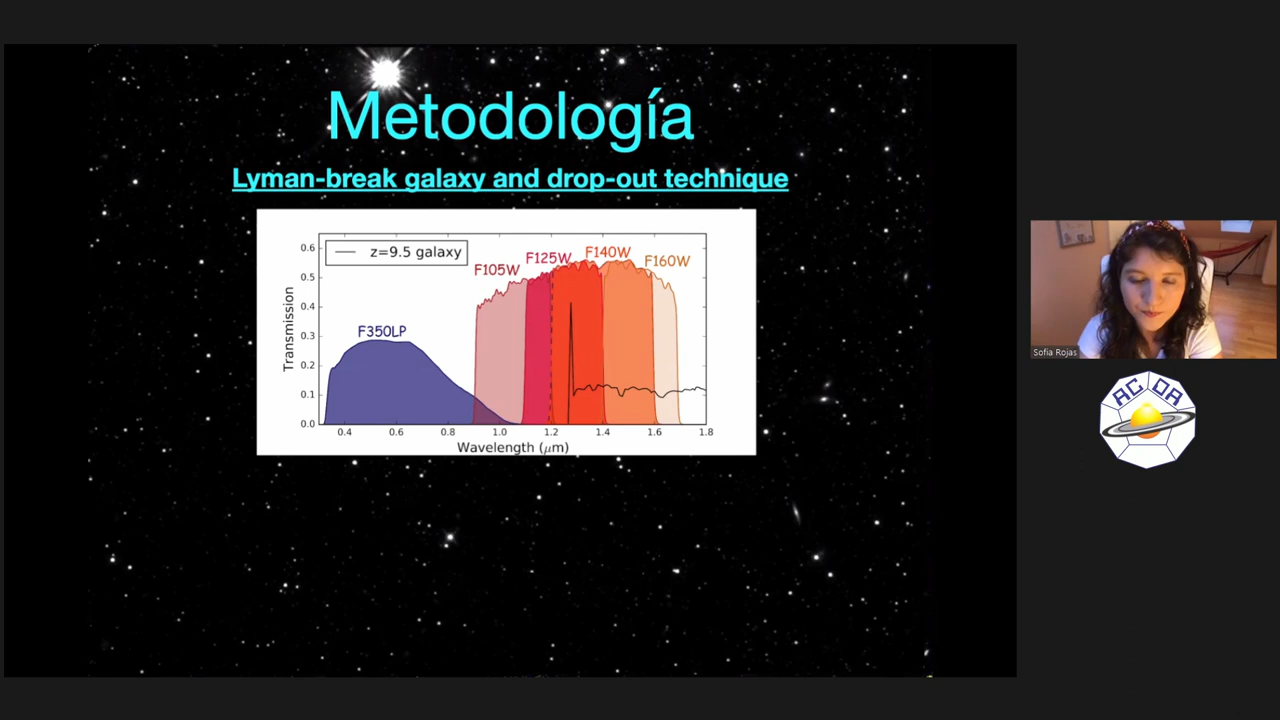 Metodología
Lyman-break galaxy and drop-out technique
z=9.5 galaxy
F105W
F125W
F140W
F160W
F350LP
Transmission
0.6
0.5
0.4
0.3
0.2
0.1
0.0
0.4 0.6 0.8 1.0 1.2 1.4 1.6 1.8
Wavelength (μm)
Sofia Rojas
ACDA